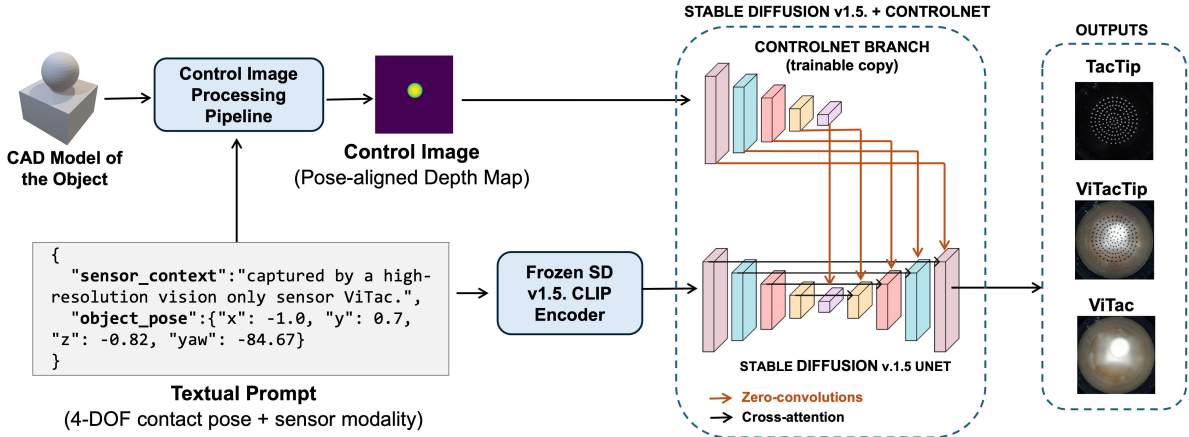 STABLE DIFFUSION v1.5. + CONTROLNET
CONTROLNET BRANCH
(trainable copy)
OUTPUTS
TacTip
Control Image
Processing
Pipeline
CAD Model of
the Object
Control Image
(Pose-aligned Depth Map)
ViTacTip
{
"sensor_context":"captured by a high-
resolution vision only sensor ViTac.",
"object_pose":{"x": -1.0, "y": 0.7,
"z": -0.82, "yaw": -84.67}
}
Frozen SD
v1.5. CLIP
Encoder
ViTac
STABLE DIFFUSION v.1.5 UNET
Textual Prompt
(4-DOF contact pose + sensor modality)
Zero-convolutions
Cross-attention